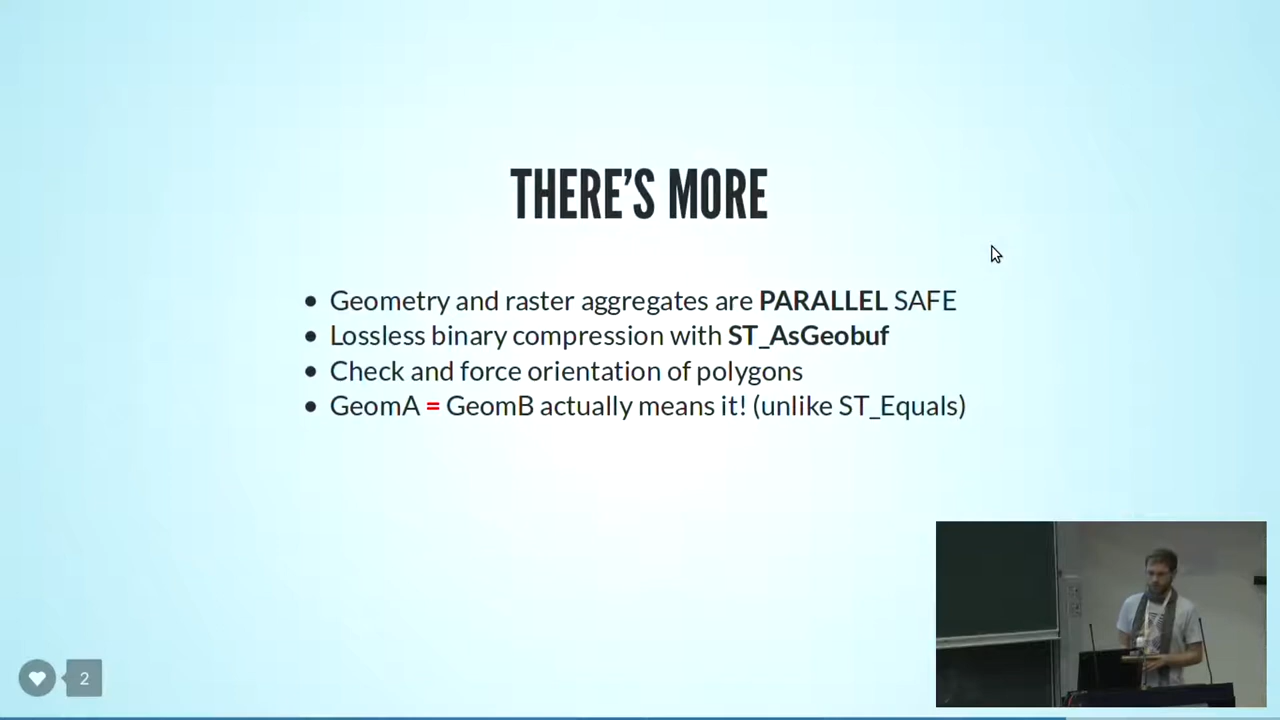 THERE'S MORE
Geometry and raster aggregates are PARALLEL SAFE
Lossless binary compression with ST_AsGeobuf
Check and force orientation of polygons
GeomA = GeomB actually means it! (unlike ST_Equals)
2